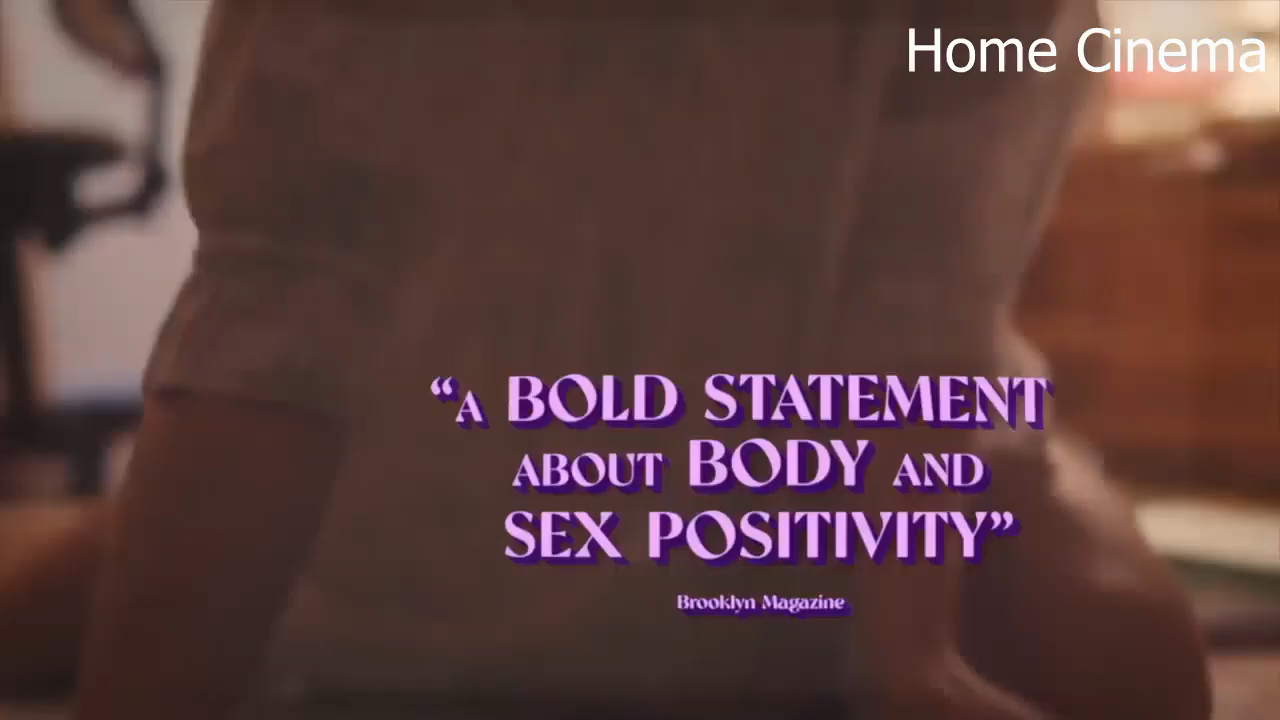 Home Cinema
“A BOLD STATEMENT
ABOUT BODY AND
SEX POSITIVITY”
Brooklyn Magazine